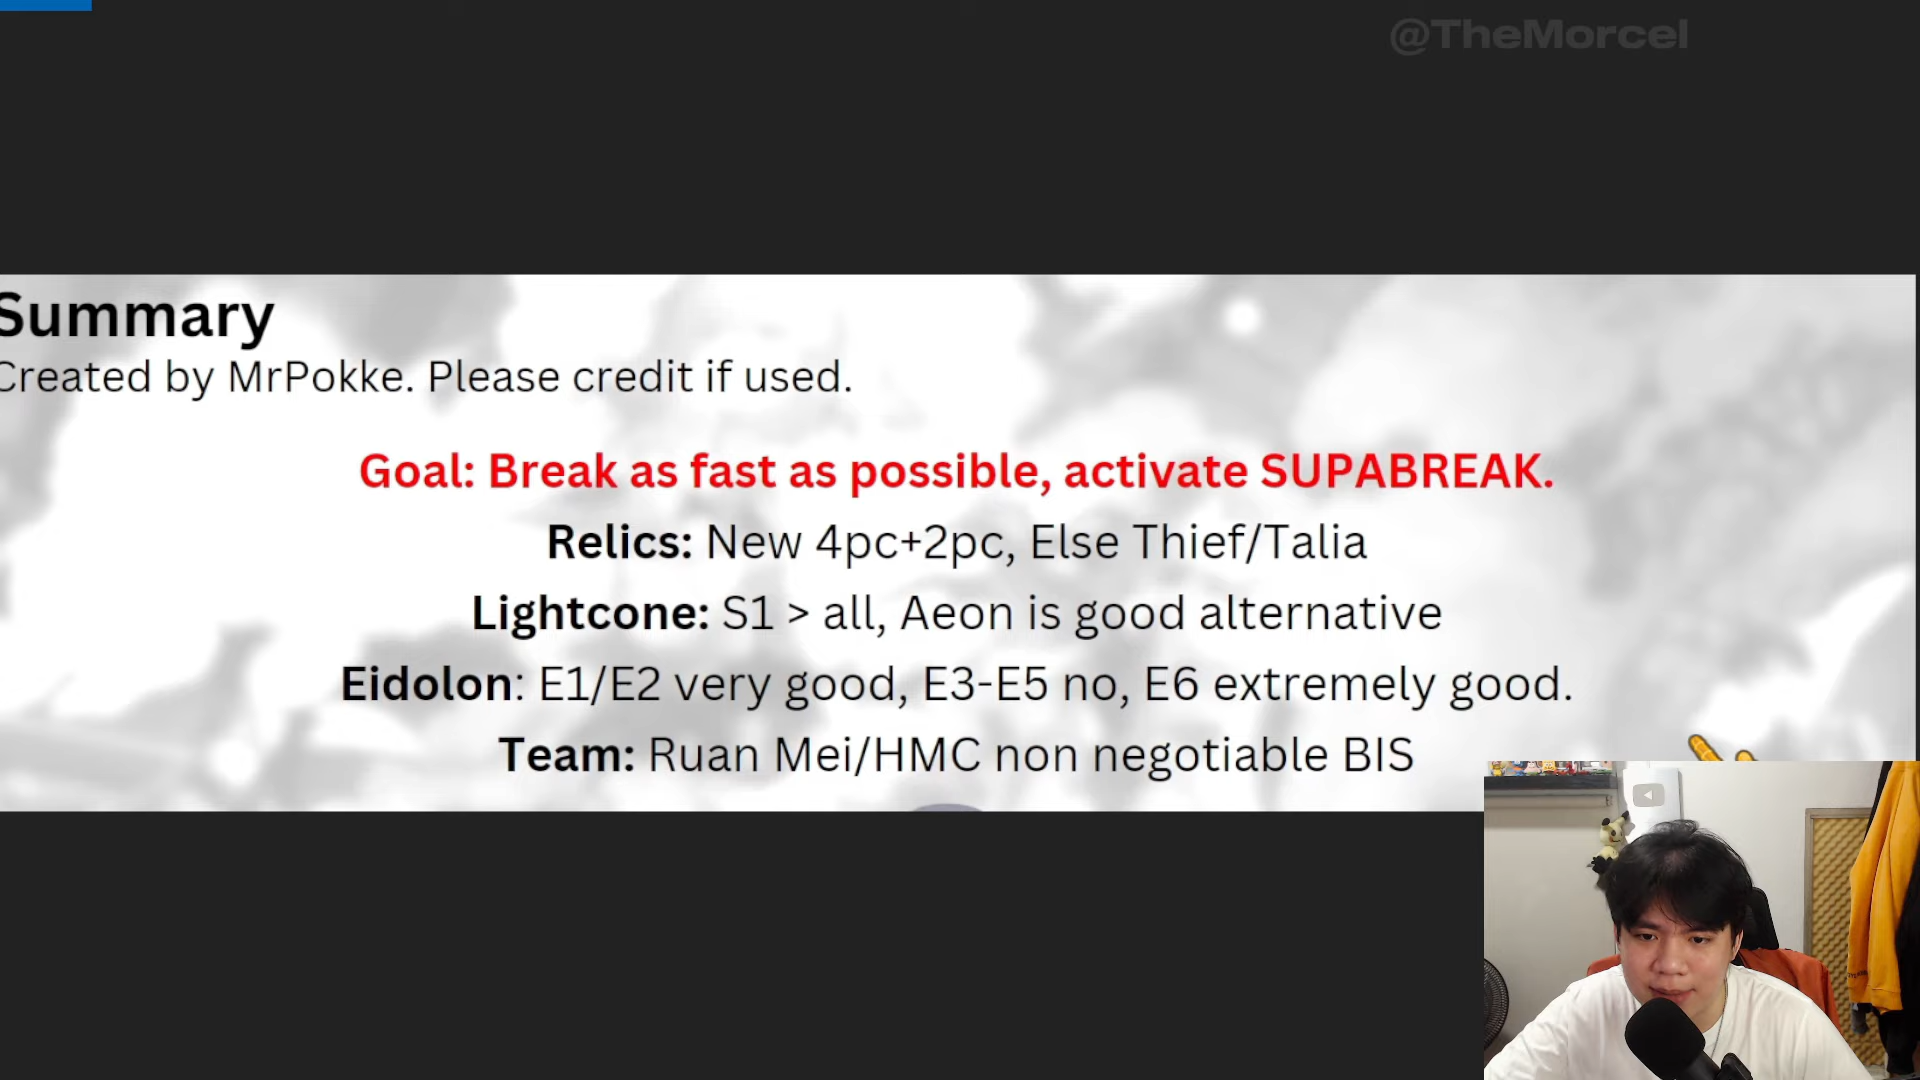 @TheMorcel
Summary
Created by MrPokke. Please credit if used.
Goal: Break as fast as possible, activate SUPABREAK.
Relics: New 4pc+2pc, Else Thief/Talia
Lightcone: S1 > all, Aeon is good alternative
Eidolon: E1/E2 very good, E3-E5 no, E6 extremely good.
Team: Ruan Mei/HMC non negotiable BIS